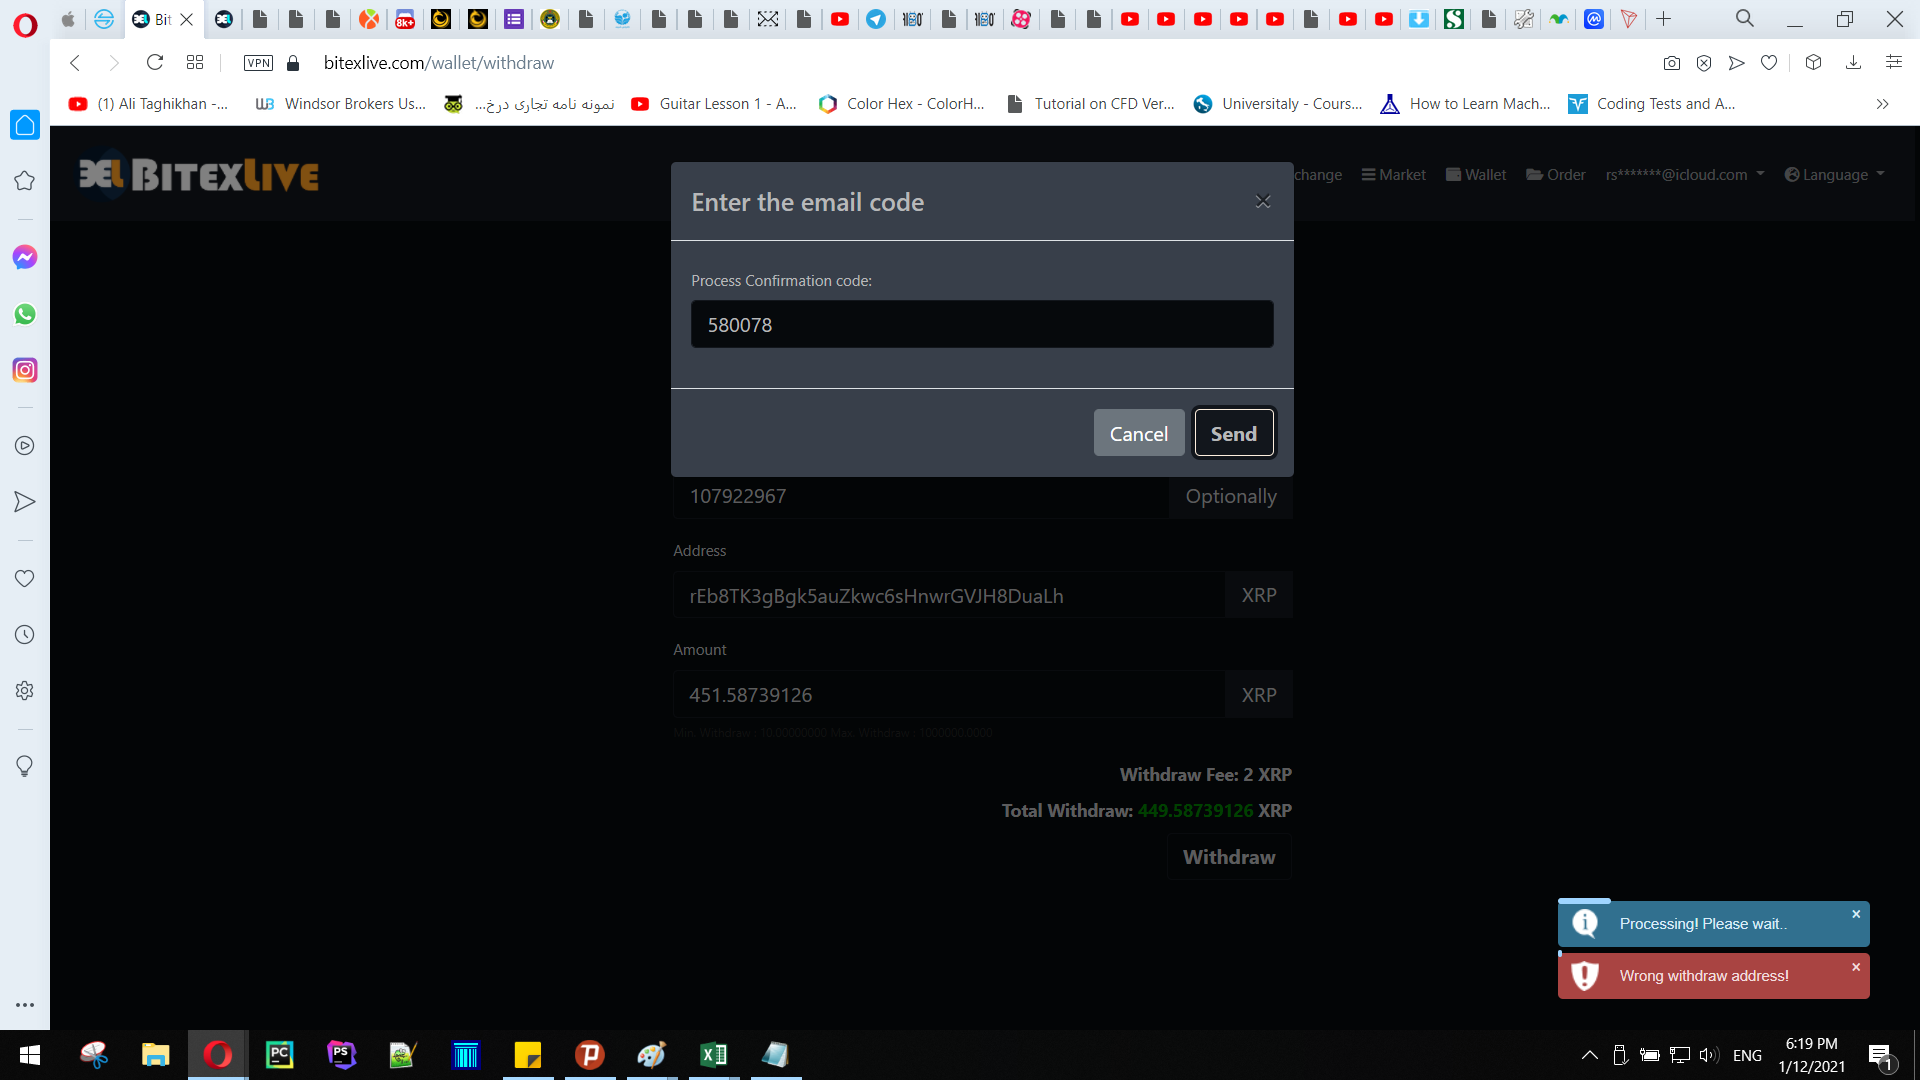 Bit
8k+
VPN
bitexlive.com/wallet/withdraw
(1) Ali Taghikhan -...
Windsor Brokers Us...
نمونه نامه تجاری درخ...
Guitar Lesson 1 - A...
Color Hex - ColorH...
Tutorial on CFD Ver...
Universitaly - Cours...
How to Learn Mach...
Coding Tests and A...
BITEXLIVE
change
Market
Wallet
Order
rs*******@icloud.com
Language
Enter the email code
×
Process Confirmation code:
580078
Cancel
Send
107922967
Optionally
Address
rEb8TK3gBgk5auZkwc6sHnwrGVJH8DuaLh
XRP
Amount
451.58739126
XRP
Min. Withdraw : 10.00000000 Max. Withdraw : 1000000.0000
Withdraw Fee: 2 XRP
Total Withdraw: 449.58739126 XRP
Withdraw
Processing! Please wait..
×
Wrong withdraw address!
×
PC
PS
ENG
6:19 PM
1/12/2021
1